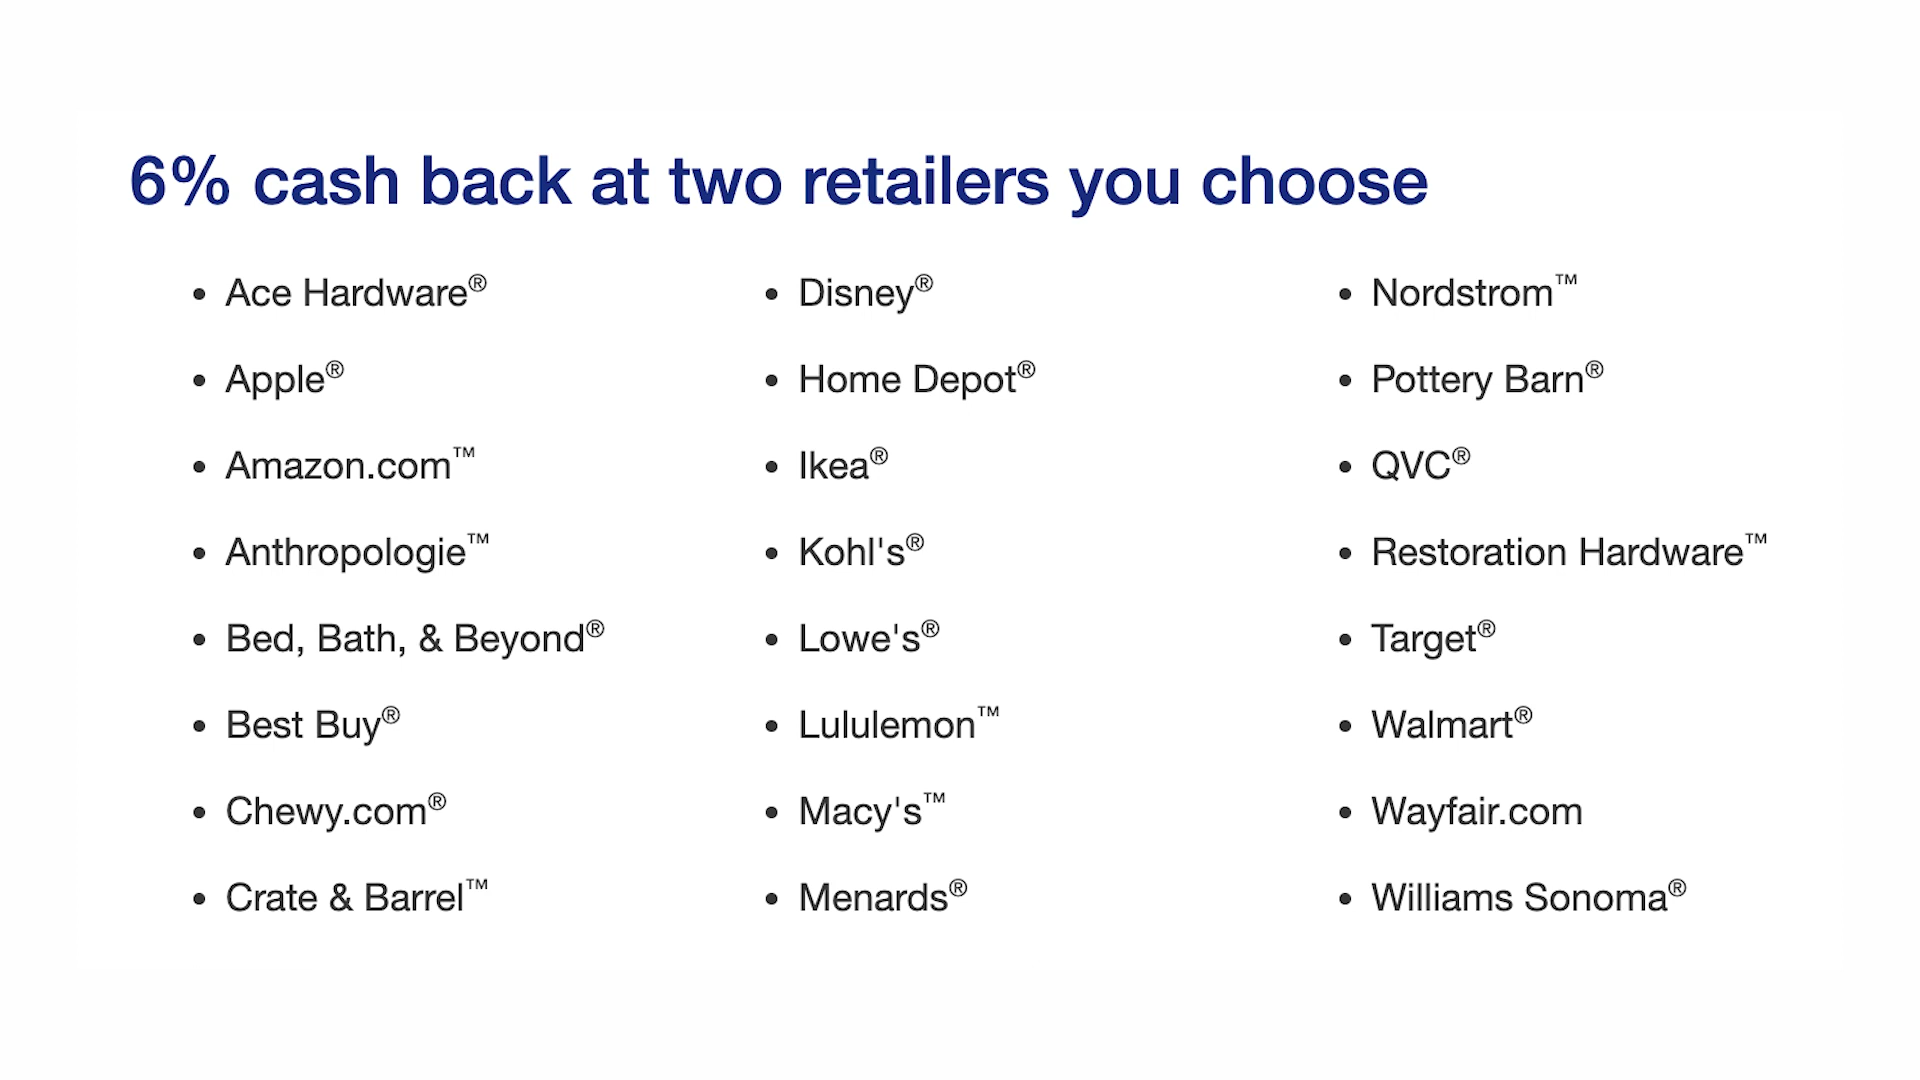 6% cash back at two retailers you choose
• Ace Hardware®
• Apple®
• Amazon.com™
• Anthropologie™
• Bed, Bath, & Beyond®
• Best Buy®
• Chewy.com®
• Crate & Barrel™
• Disney®
• Home Depot®
• Ikea®
• Kohl's®
• Lowe's®
• Lululemon™
• Macy's™
• Menards®
• Nordstrom™
• Pottery Barn®
• QVC®
• Restoration Hardware™
• Target®
• Walmart®
• Wayfair.com
• Williams Sonoma®